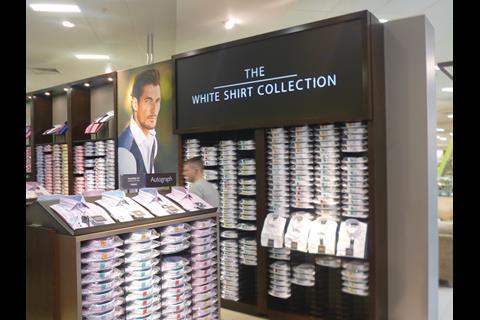 THE
WHITE SHIRT COLLECTION
Autograph